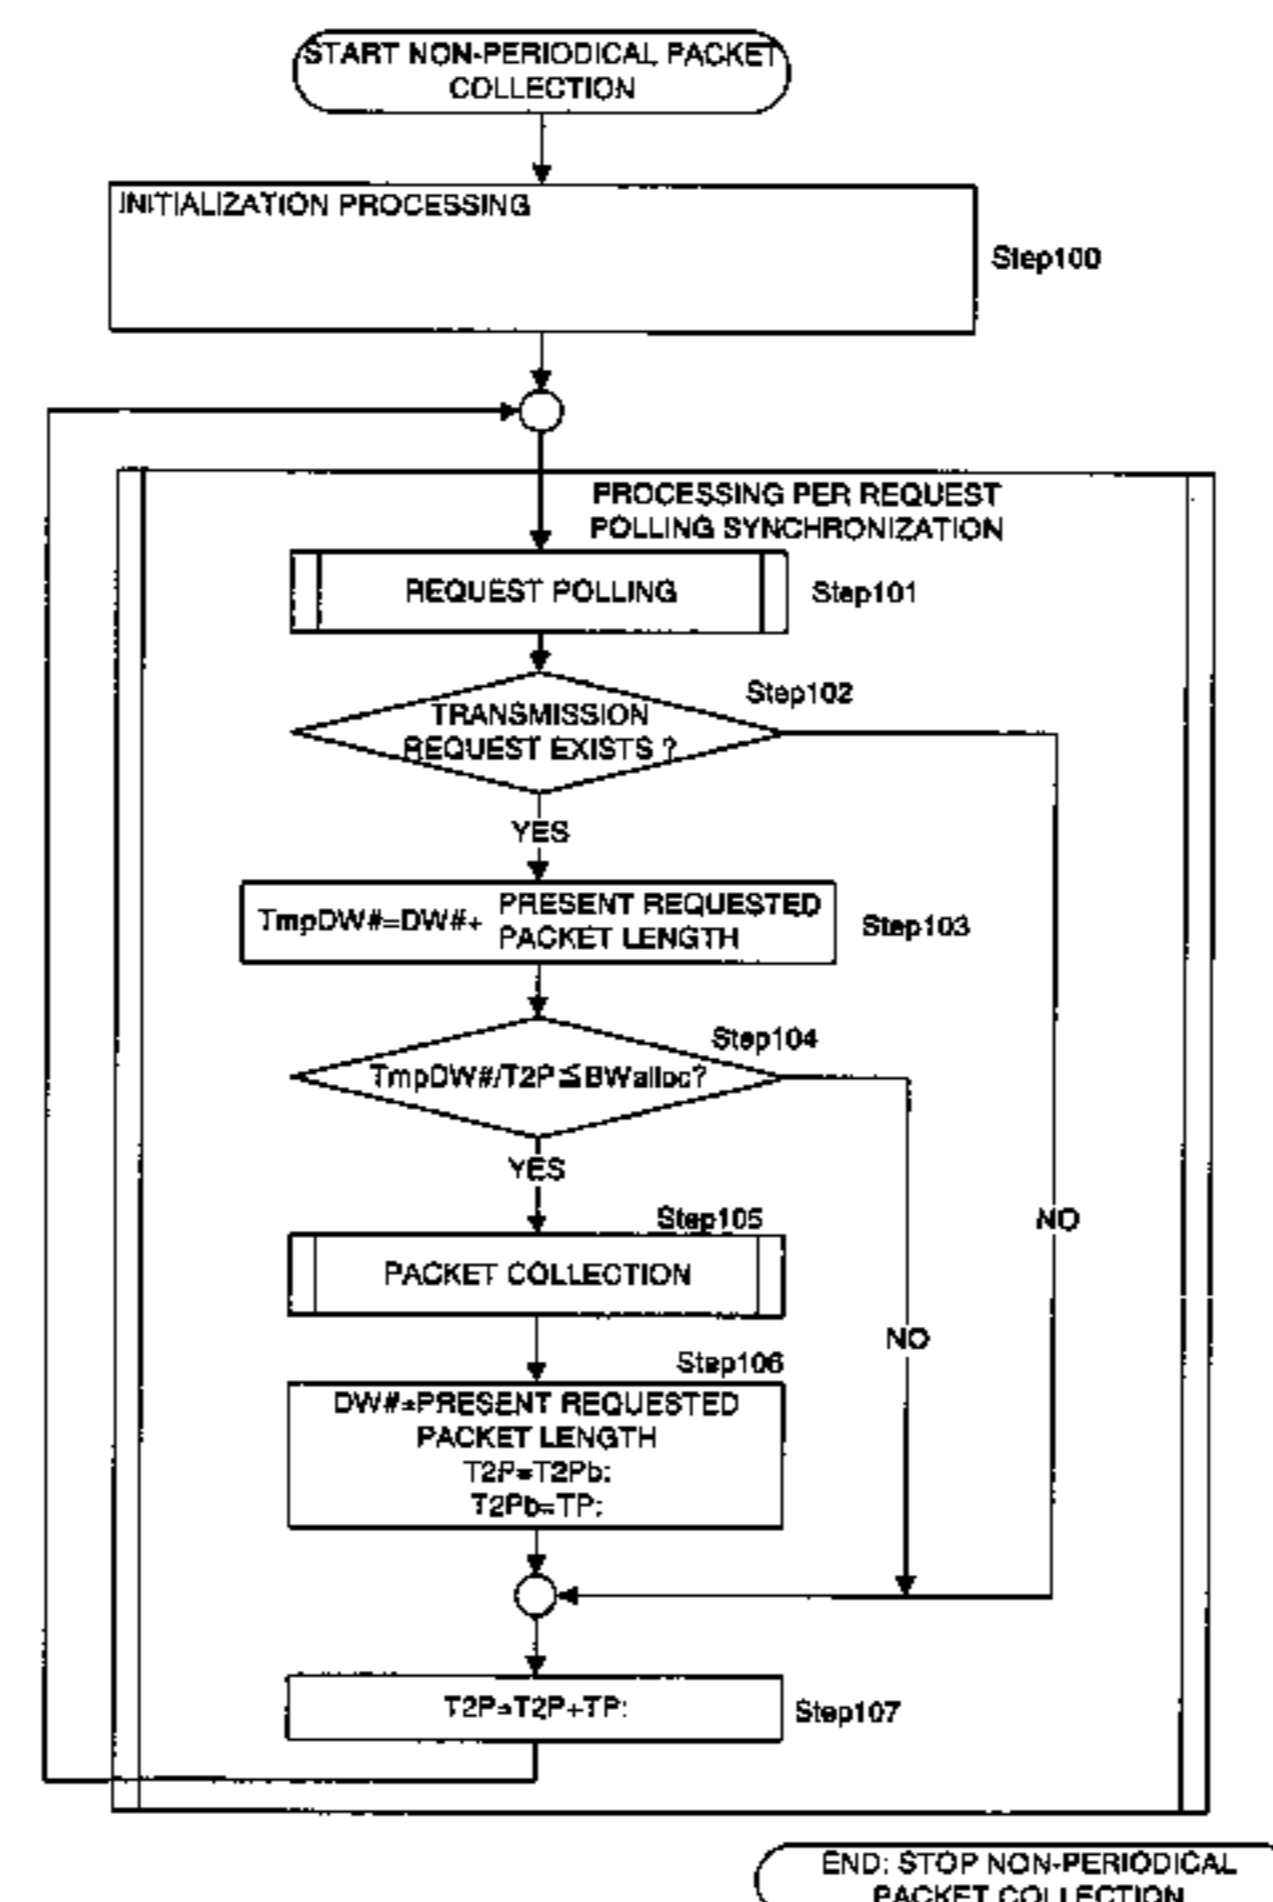 START NON-PERIODICAL PACKET
COLLECTION
INITIALIZATION PROCESSING
Step100
PROCESSING PER REQUEST
POLLING SYNCHRONIZATION
REQUEST POLLING
Step101
Step102
TRANSMISSION
REQUEST EXISTS ?
YES
TmpDW#=DW#+ PRESENT REQUESTED
PACKET LENGTH
Step103
Step104
TmpDW#/T2P≦BWalloc?
YES
Step105
NO
PACKET COLLECTION
NO
Step106
DW#=PRESENT REQUESTED
PACKET LENGTH
T2P=T2Pb;
T2Pb=TP;
T2P=T2P+TP;
Step107
END: STOP NON-PERIODICAL
PACKET COLLECTION